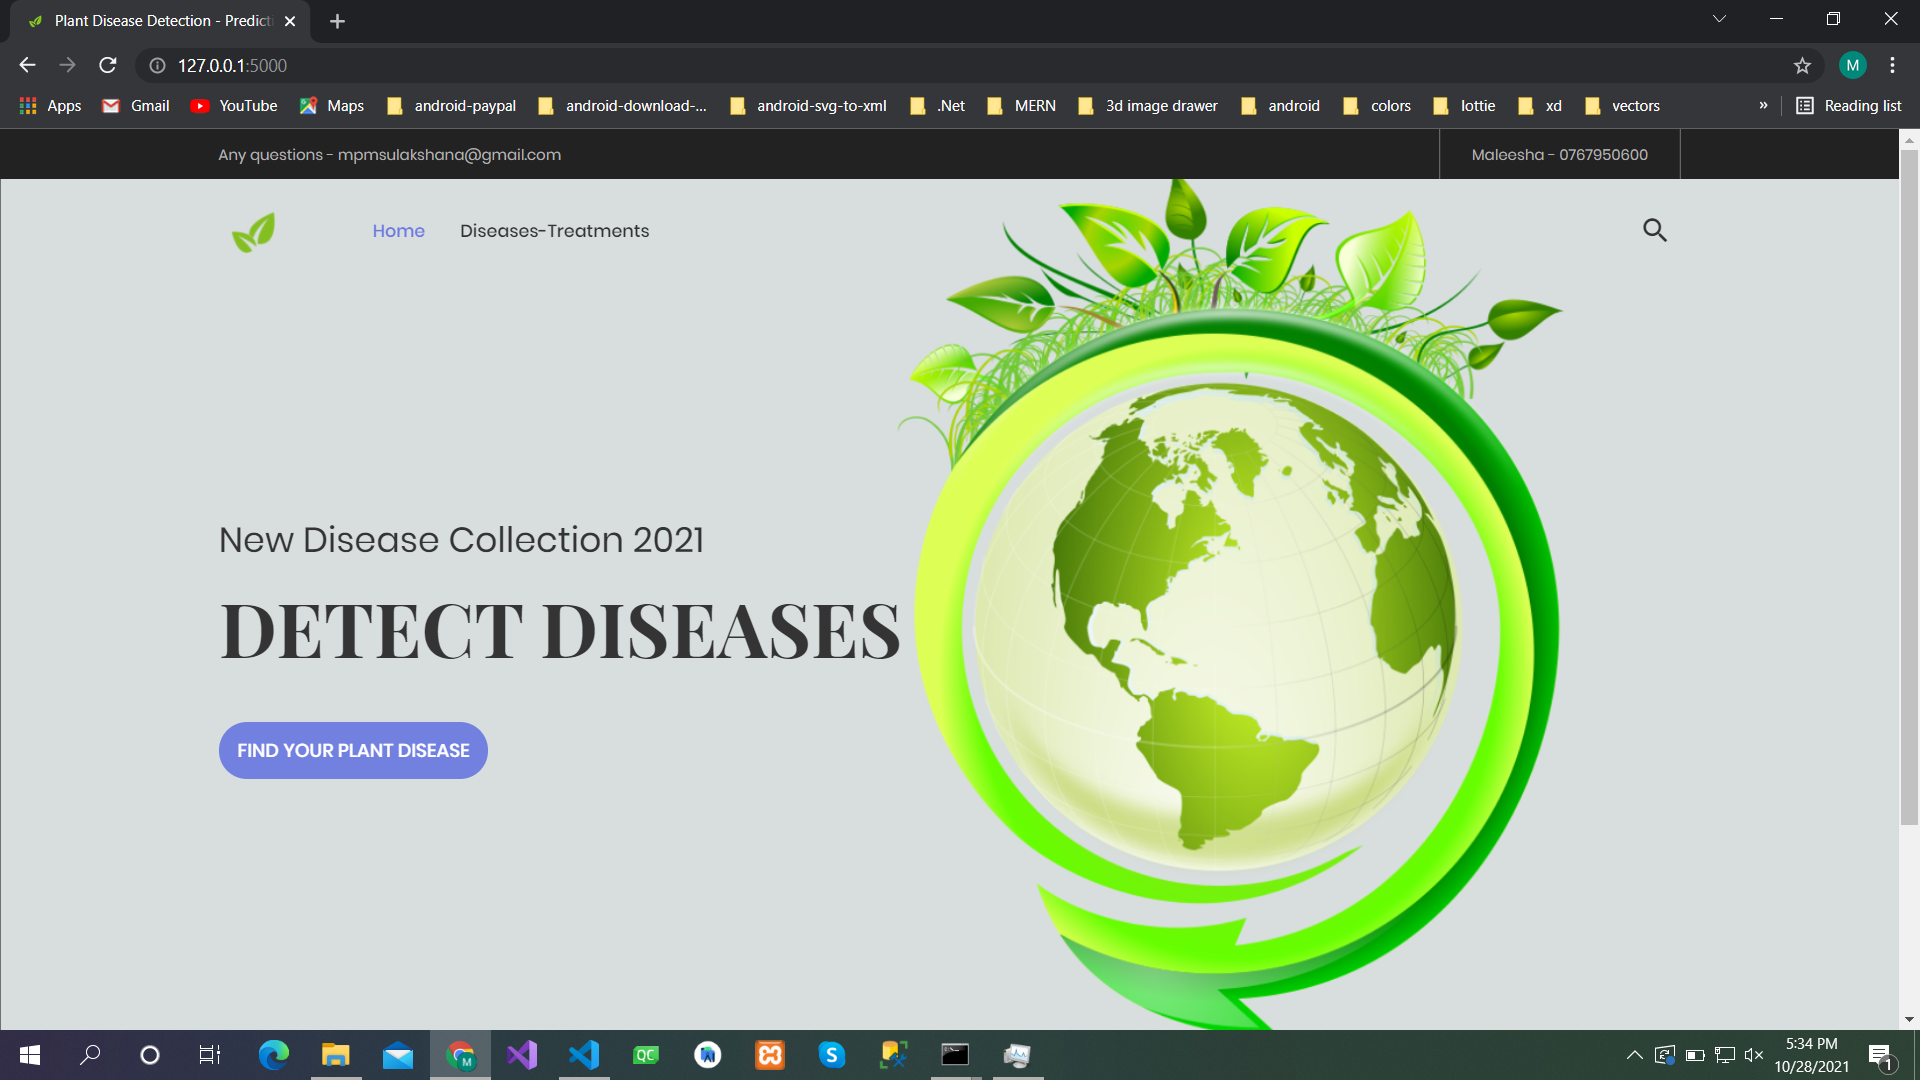 Plant Disease Detection - Predicti
127.0.0.1:5000
M
Apps Gmail YouTube Maps android-paypal android-download-... android-svg-to-xml .Net MERN 3d image drawer android colors lottie xd vectors » Reading list
Any questions - mpmsulakshana@gmail.com
Maleesha - 0767950600
Home Diseases-Treatments
New Disease Collection 2021
DETECT DISEASES
FIND YOUR PLANT DISEASE
M
QC
S
5:34 PM
10/28/2021
1